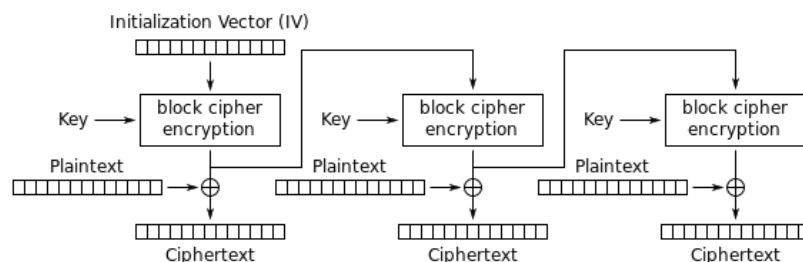 Initialization Vector (IV)
Key
block cipher
encryption
Key
block cipher
encryption
Key
block cipher
encryption
Plaintext
Plaintext
Plaintext
Ciphertext
Ciphertext
Ciphertext